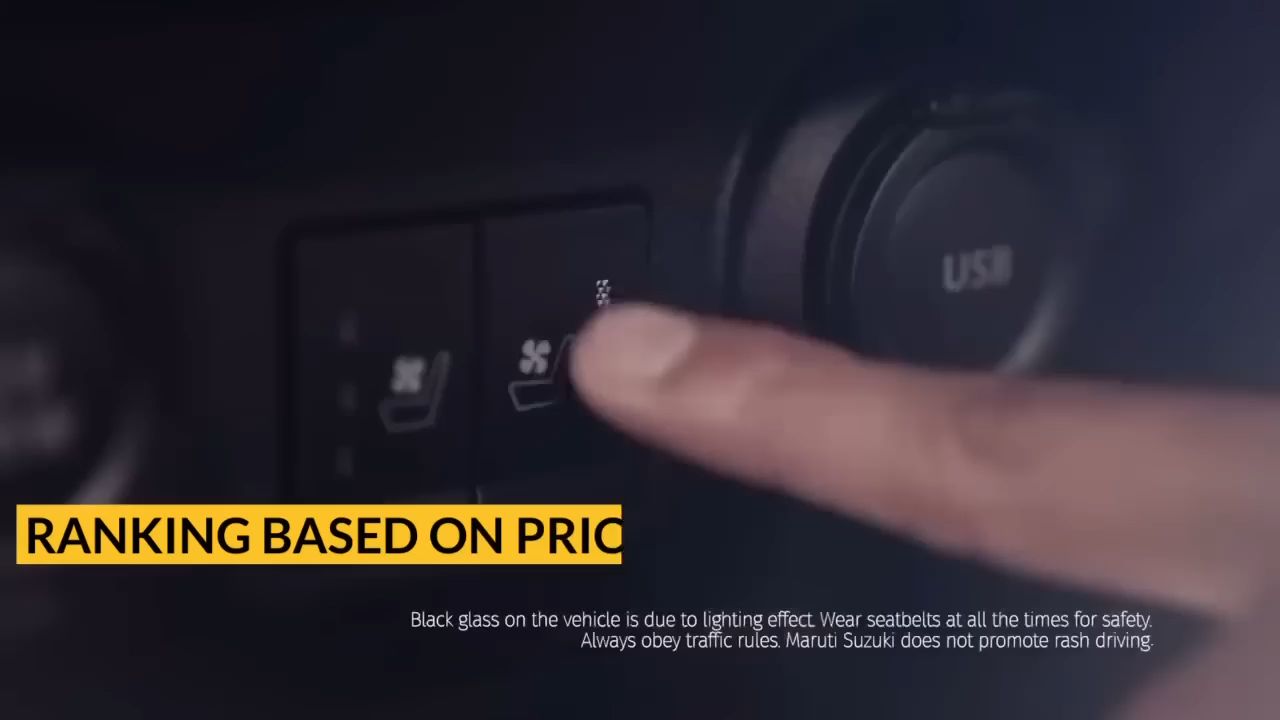 USB
RANKING BASED ON PRIC
Black glass on the vehicle is due to lighting effect. Wear seatbelts at all the times for safety.
Always obey traffic rules. Maruti Suzuki does not promote rash driving.